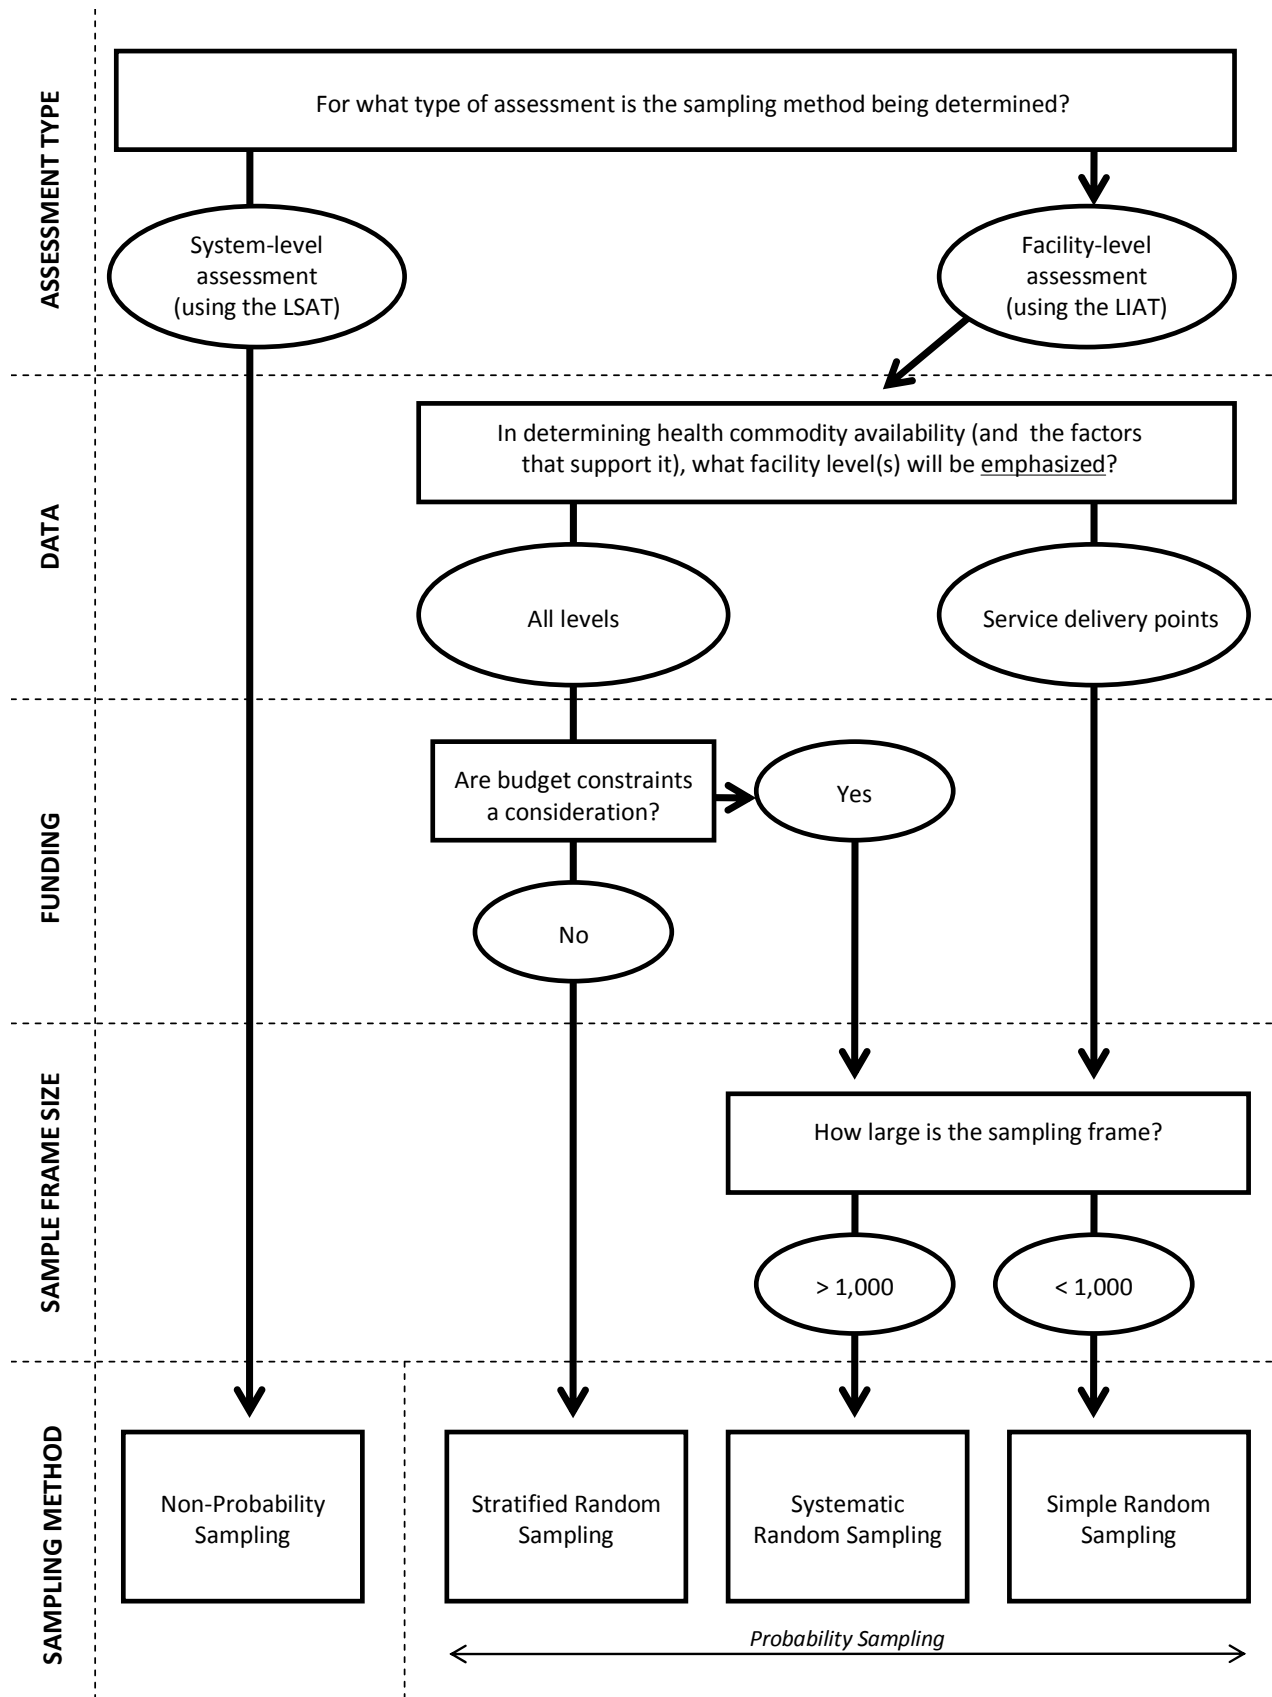 ASSESSMENT TYPE
For what type of assessment is the sampling method being determined?
System-level
assessment
(using the LSAT)
Facility-level
assessment
(using the LIAT)
DATA
In determining health commodity availability (and the factors
that support it), what facility level(s) will be emphasized?
All levels
Service delivery points
FUNDING
Are budget constraints
a consideration?
Yes
No
SAMPLE FRAME SIZE
How large is the sampling frame?
> 1,000
< 1,000
SAMPLING METHOD
Non-Probability
Sampling
Stratified Random
Sampling
Systematic
Random Sampling
Simple Random
Sampling
Probability Sampling